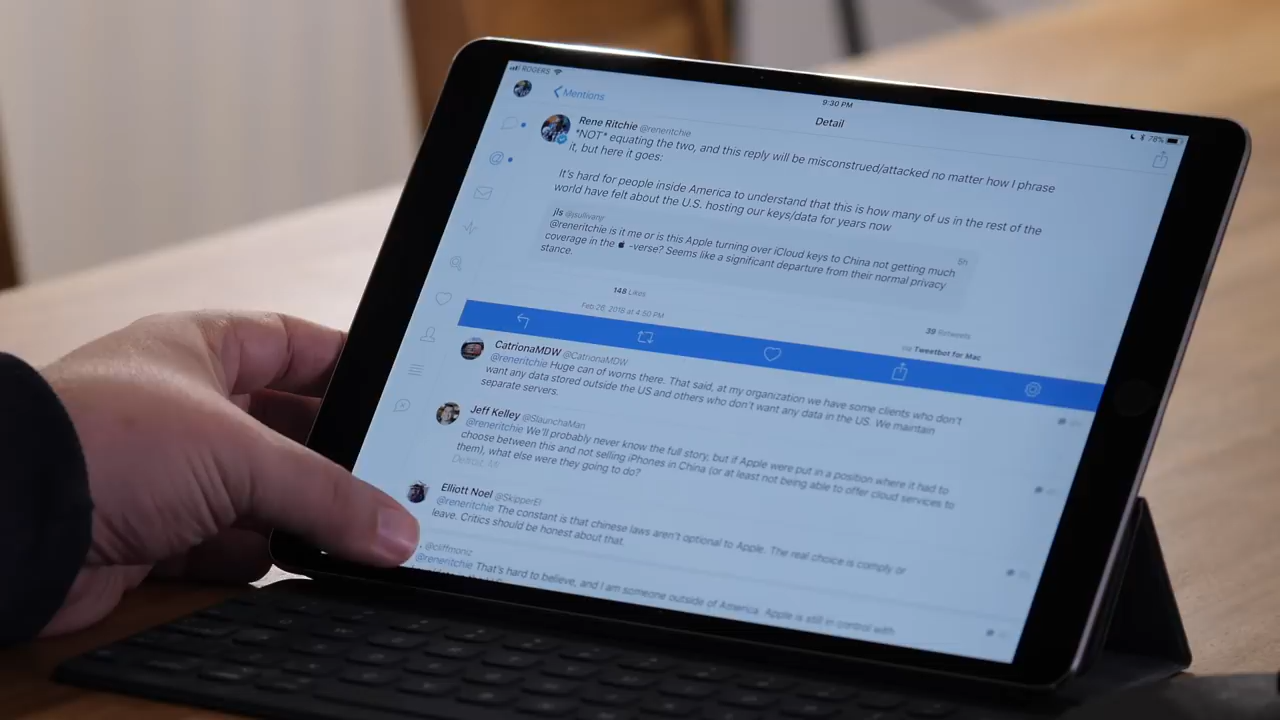 ROGERS
9:30 PM
78%
Mentions
Detail
Rene Ritchie @reneritchie
*NOT* equating the two, and this reply will be misconstrued/attacked no matter how I phrase
it, but here it goes:
It's hard for people inside America to understand that this is how many of us in the rest of the
world have felt about the U.S. hosting our keys/data for years now
jls @jsullivanjr
5h
@reneritchie is it me or is this Apple turning over iCloud keys to China not getting much
coverage in the -verse? Seems like a significant departure from their normal privacy
stance.
148 Likes
39 Retweets
Feb 26, 2018 at 4:50 PM
via Tweetbot for Mac
CatrionaMDW @CatrionaMDW
@reneritchie Huge can of worns there. That said, at my organization we have some clients who don't
want any data stored outside the US and others who don't want any data in the US. We maintain
separate servers.
Jeff Kelley @SlaunchaMan
@reneritchie We'll probably never know the full story, but if Apple were put in a position where it had to
choose between this and not selling iPhones in China (or at least not being able to offer cloud services to
them), what else were they going to do?
Detroit, MI
Elliott Noel @SkipperEl
@reneritchie The constant is that chinese laws aren't optional to Apple. The real choice is comply or
leave. Critics should be honest about that.
@cliffmoniz
@reneritchie That's hard to believe, and I am someone outside of America. Apple is still in control with